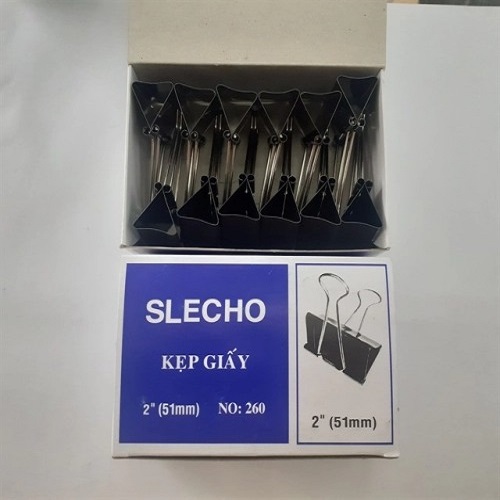 SLECHO
KẸP GIẤY
2" (51mm) NO: 260
2" (51mm)